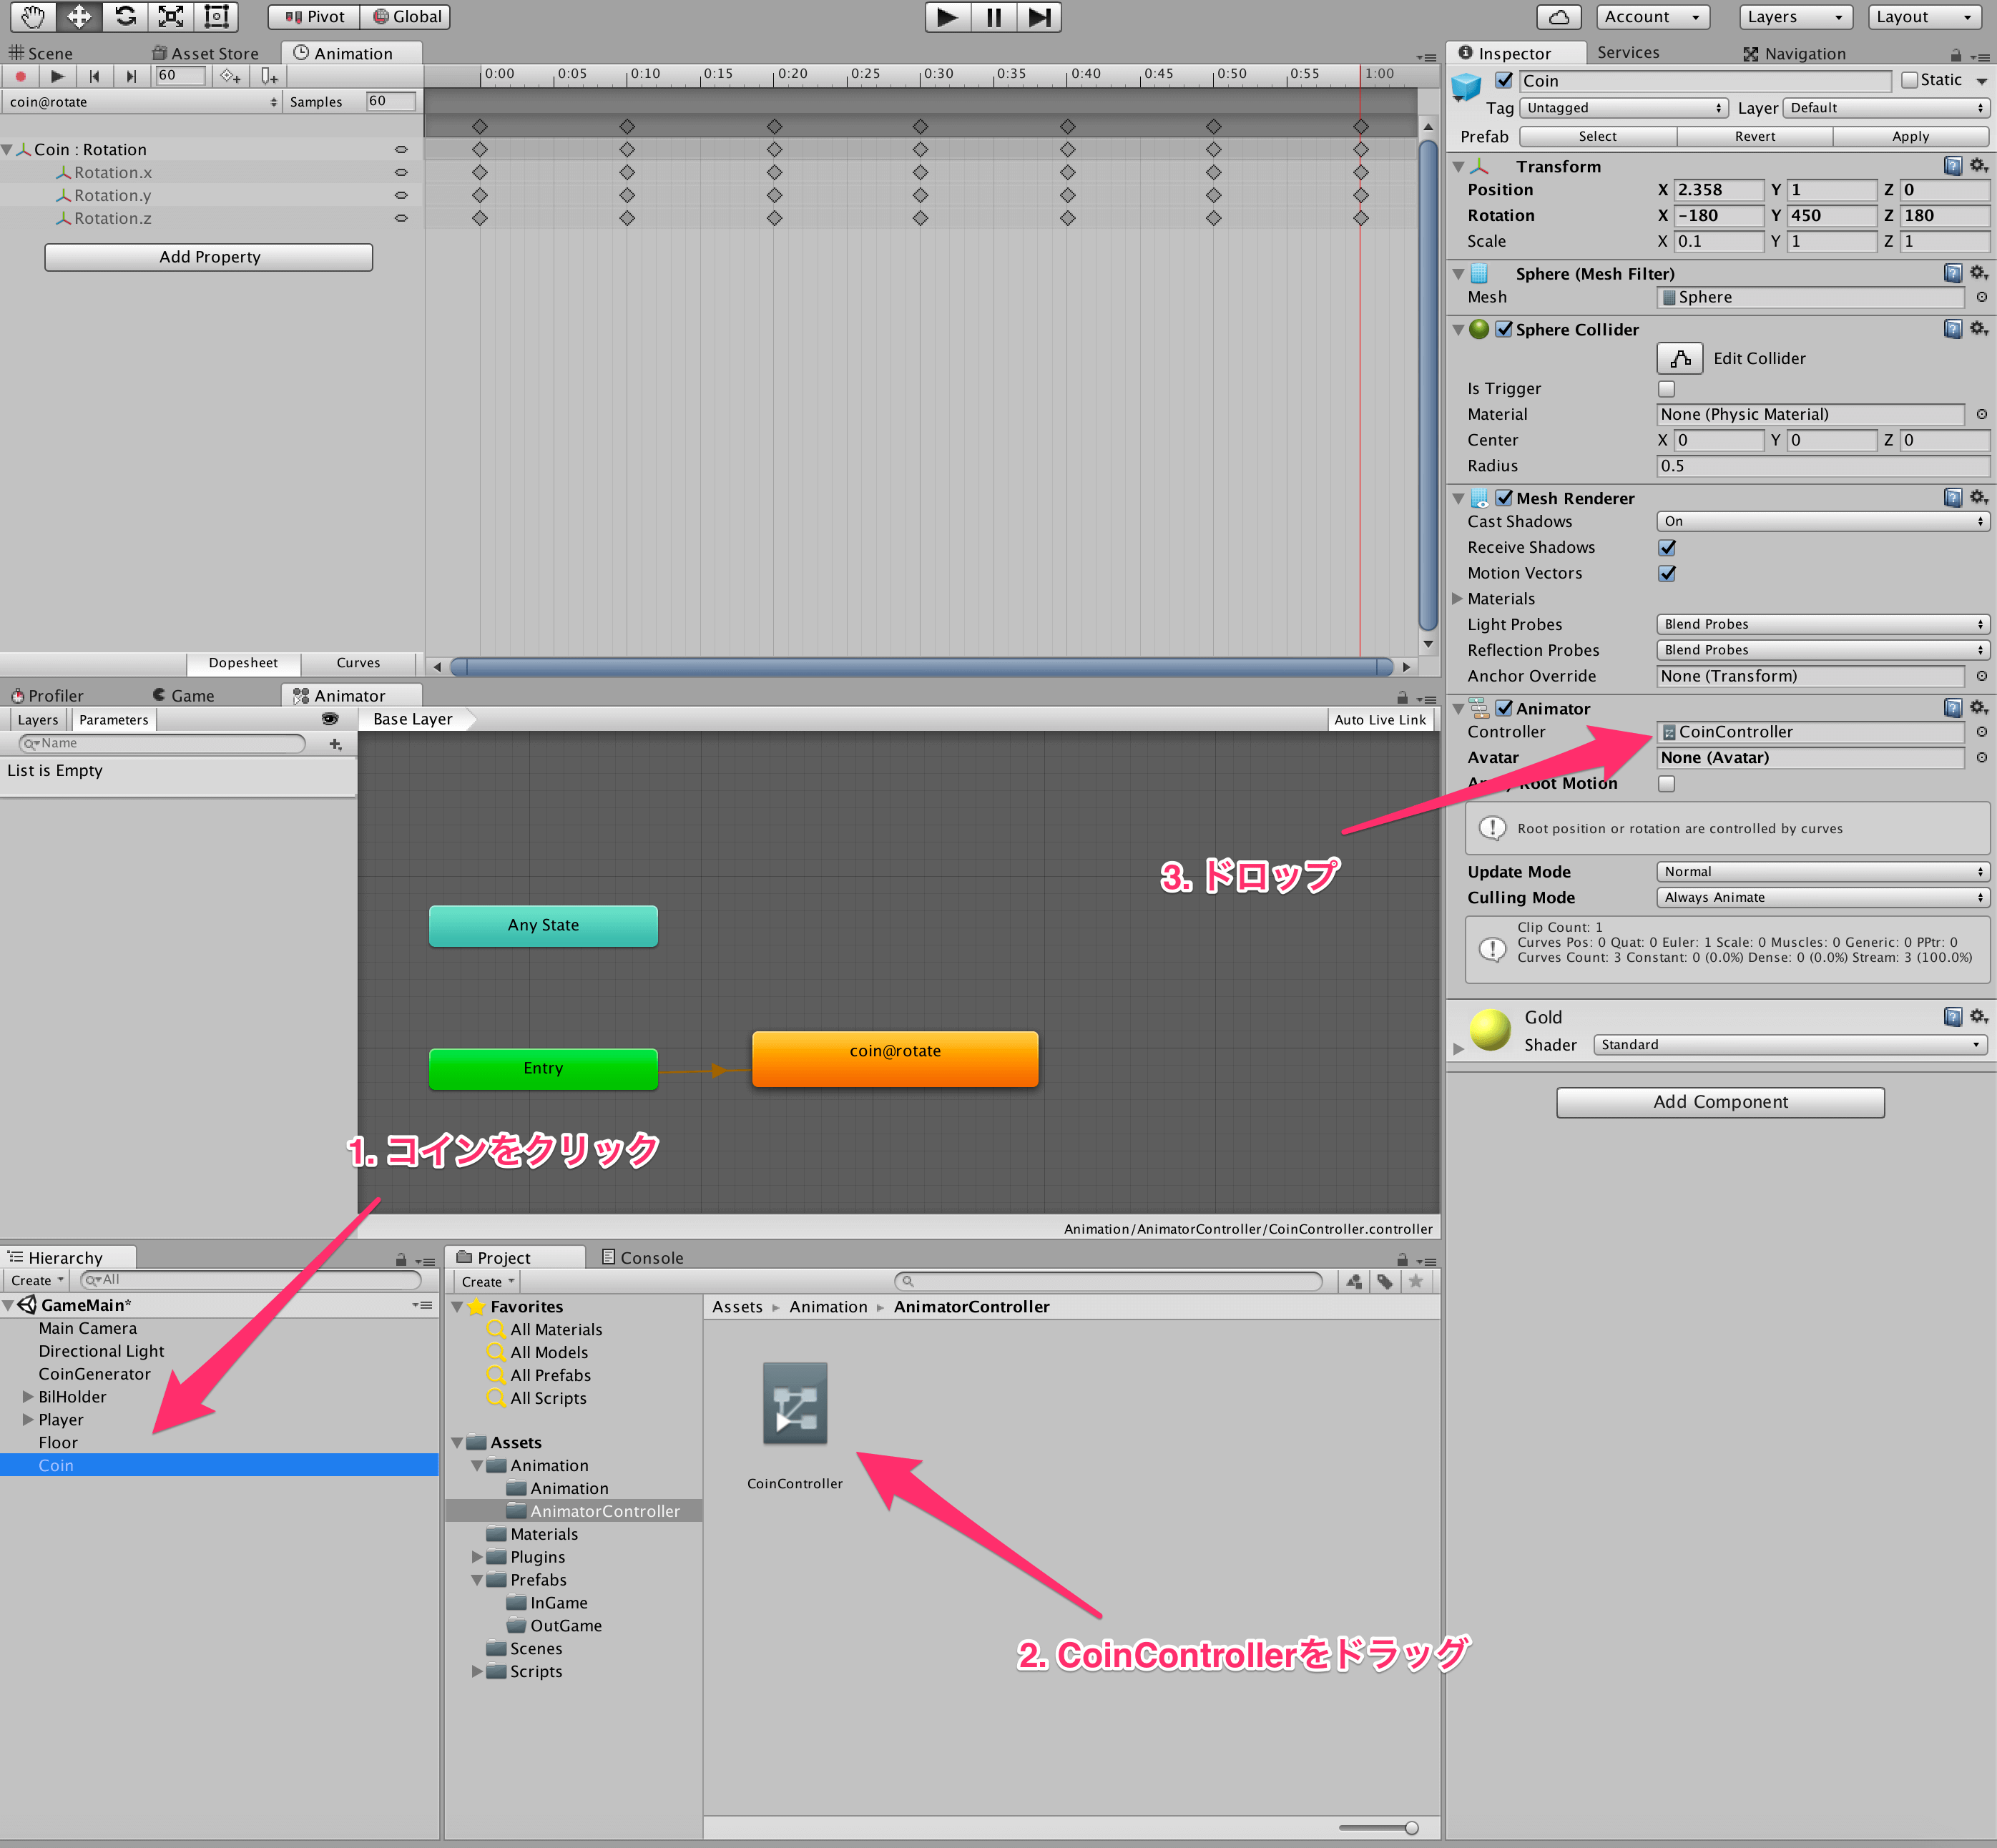 Pivot Global Account Layers Layout
Scene Asset Store Animation
60
coin@rotate Samples 60
0:00 0:05 0:10 0:15 0:20 0:25 0:30 0:35 0:40 0:45 0:50 0:55 1:00
Coin : Rotation
Rotation.x
Rotation.y
Rotation.z
Add Property
Dopesheet Curves
Profiler Game Animator
Layers Parameters Base Layer Auto Live Link
Name
List is Empty
Any State
Entry
coin@rotate
Animation/AnimatorController/CoinController.controller
1. コインをクリック
3. ドロップ
Hierarchy
Create All
GameMain*
Main Camera
Directional Light
CoinGenerator
BilHolder
Player
Floor
Coin
Project Console
Create
Favorites
All Materials
All Models
All Prefabs
All Scripts
Assets
Animation
Animation
AnimatorController
Materials
Plugins
Prefabs
InGame
OutGame
Scenes
Scripts
Assets Animation AnimatorController
CoinController
2. CoinControllerをドラッグ
Inspector Services Navigation
Coin Static
Tag Untagged Layer Default
Prefab Select Revert Apply
Transform
Position X 2.358 Y 1 Z 0
Rotation X -180 Y 450 Z 180
Scale X 0.1 Y 1 Z 1
Sphere (Mesh Filter)
Mesh Sphere
Sphere Collider
Edit Collider
Is Trigger
Material None (Physic Material)
Center X 0 Y 0 Z 0
Radius 0.5
Mesh Renderer
Cast Shadows On
Receive Shadows
Motion Vectors
Materials
Light Probes Blend Probes
Reflection Probes Blend Probes
Anchor Override None (Transform)
Animator
Controller CoinController
Avatar None (Avatar)
Root Motion
Root position or rotation are controlled by curves
Update Mode Normal
Culling Mode Always Animate
Clip Count: 1
Curves Pos: 0 Quat: 0 Euler: 1 Scale: 0 Muscles: 0 Generic: 0 PPtr: 0
Curves Count: 3 Constant: 0 (0.0%) Dense: 0 (0.0%) Stream: 3 (100.0%)
Gold
Shader Standard
Add Component